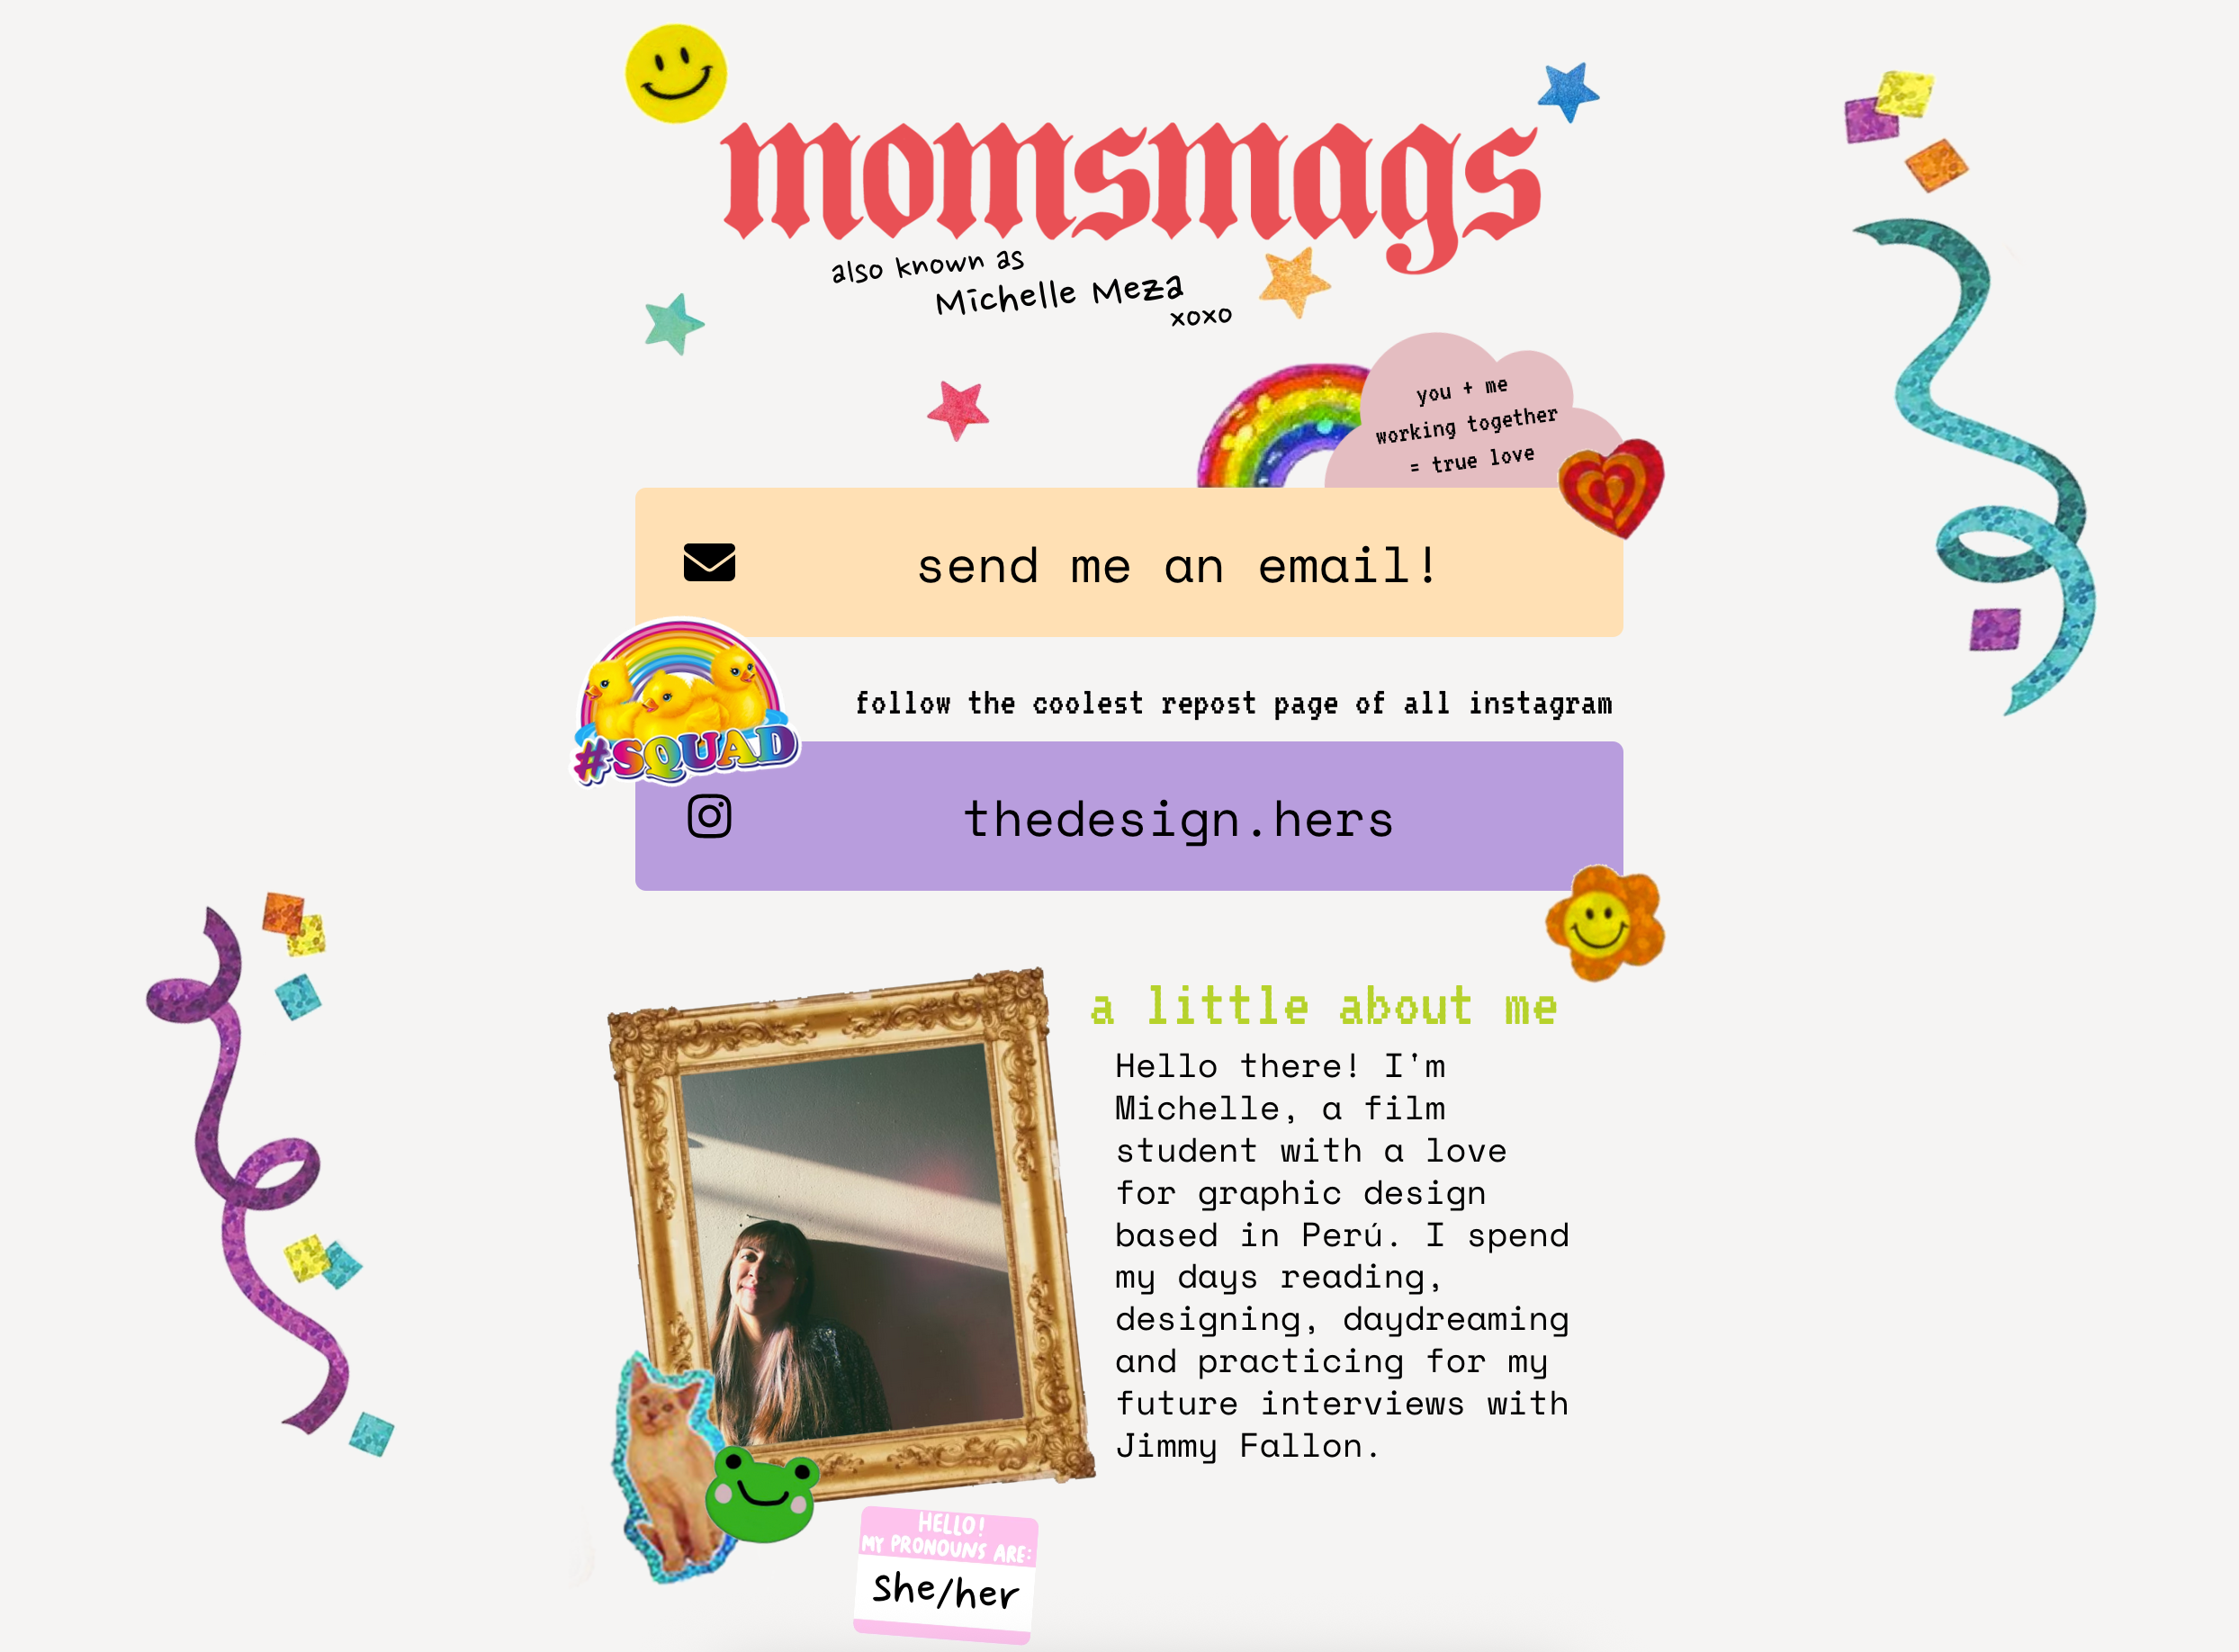 momsmags
also known as
Michelle Meza
xoxo
you + me
working together
= true love
send me an email!
#SQUAD
follow the coolest repost page of all instagram
thedesign.hers
a little about me
Hello there! I'm
Michelle, a film
student with a love
for graphic design
based in Perú. I spend
my days reading,
designing, daydreaming
and practicing for my
future interviews with
Jimmy Fallon.
HELLO!
MY PRONOUNS ARE:
She/her